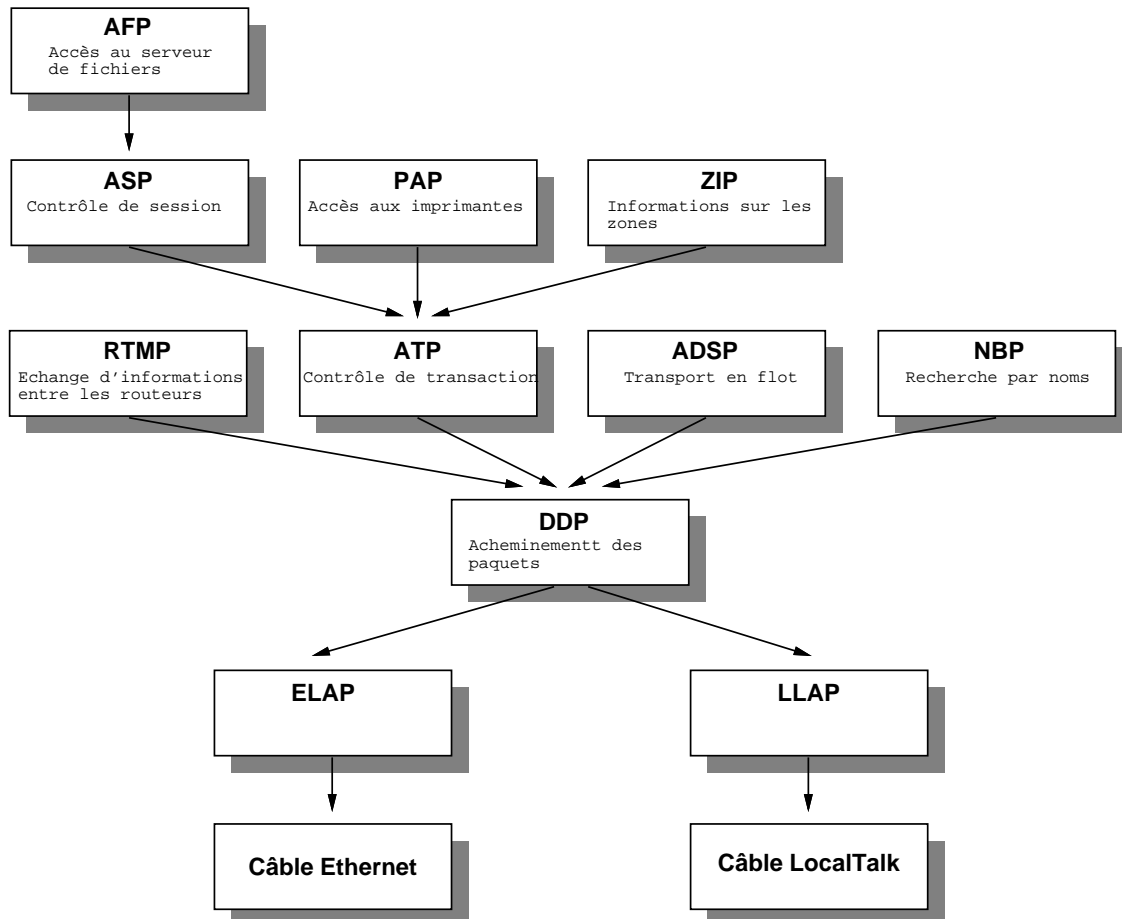 AFP
Accès au serveur
de fichiers
ASP
Contrôle de session
PAP
Accès aux imprimantes
ZIP
Informations sur les
zones
RTMP
Echange d'informations
entre les routeurs
ATP
Contrôle de transaction
ADSP
Transport en flot
NBP
Recherche par noms
DDP
Acheminementt des
paquets
ELAP
LLAP
Câble Ethernet
Câble LocalTalk